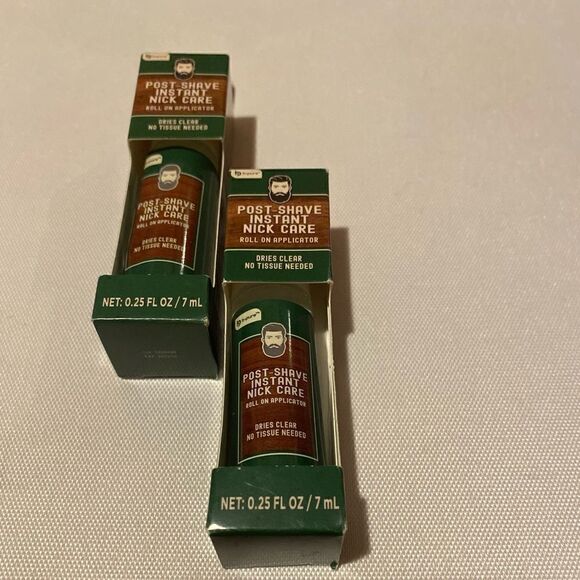 POST-SHAVE
INSTANT
NICK CARE
ROLL ON APPLICATOR
DRIES CLEAR
NO TISSUE NEEDED
POST-SHAVE
INSTANT
NICK CARE
ROLL ON APPLICATOR
DRIES CLEAR
NO TISSUE NEEDED
NET: 0.25 FL OZ / 7 mL
POST-SHAVE
INSTANT
NICK CARE
ROLL ON APPLICATOR
DRIES CLEAR
NO TISSUE NEEDED
POST-SHAVE
INSTANT
NICK CARE
ROLL ON APPLICATOR
DRIES CLEAR
NO TISSUE NEEDED
NET: 0.25 FL OZ / 7 mL